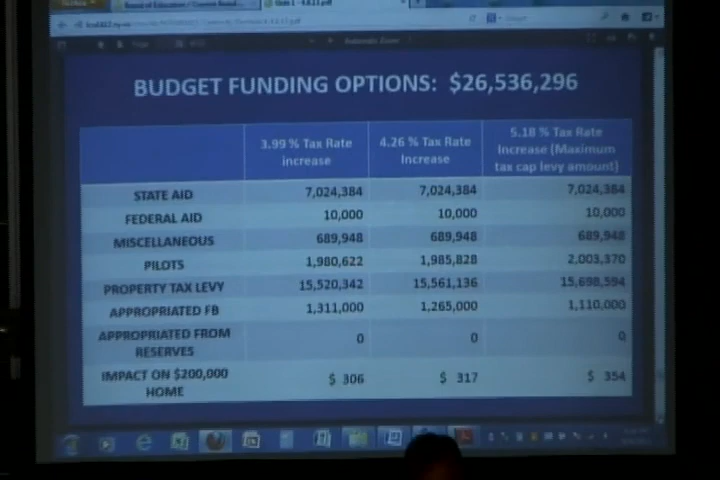 BUDGET FUNDING OPTIONS: $26,536,296
3.99 % Tax Rate increase
4.26 % Tax Rate Increase
5.18 % Tax Rate Increase (Maximum tax cap levy amount)
STATE AID 7,024,384 7,024,384 7,024,384
FEDERAL AID 10,000 10,000 10,000
MISCELLANEOUS 689,948 689,948 689,948
PILOTS 1,980,622 1,985,828 2,003,370
PROPERTY TAX LEVY 15,520,342 15,561,136 15,698,594
APPROPRIATED FB 1,311,000 1,265,000 1,110,000
APPROPRIATED FROM RESERVES 0 0 0
IMPACT ON $200,000 HOME $ 306 $ 317 $ 354